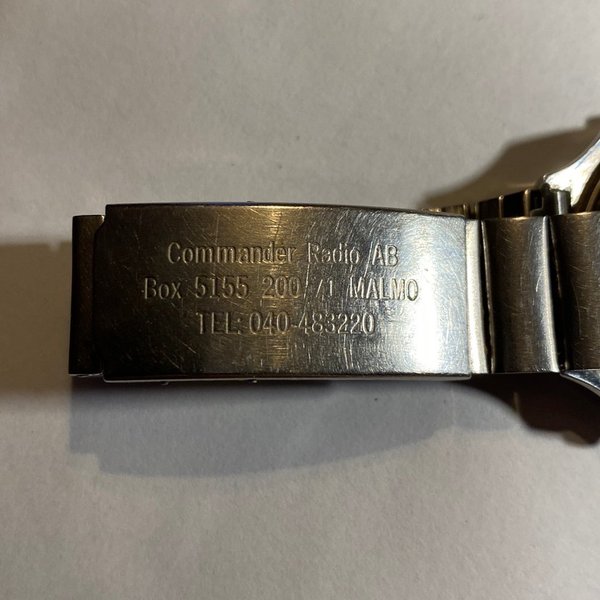 Commander Radio AB
Box 5155 200 71 MALMO
TEL: 040-483220